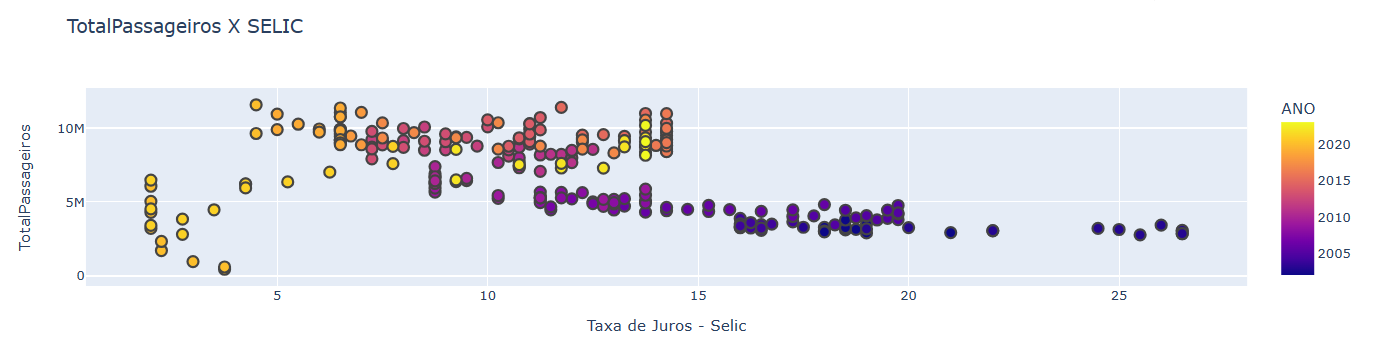 TotalPassageiros X SELIC
ANO
TotalPassageiros
10M
5M
0
5
10
15
20
25
Taxa de Juros - Selic
2020
2015
2010
2005